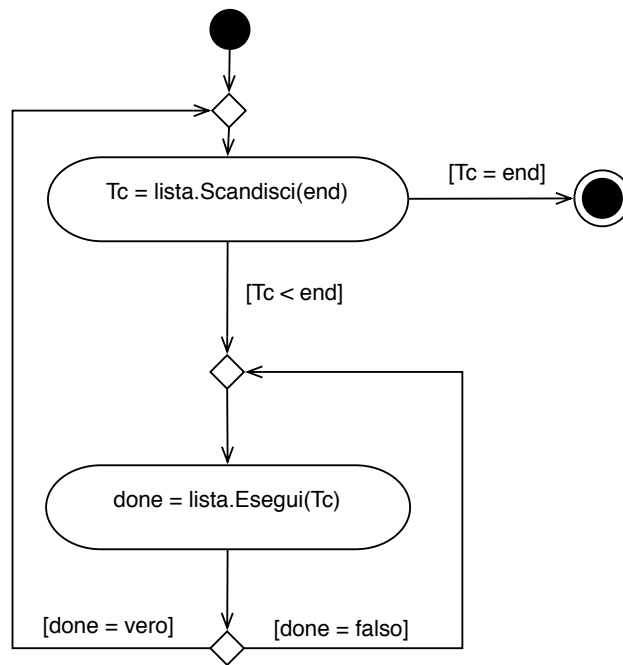 Tc = lista.Scandisci(end)
[Tc = end]
[Tc < end]
done = lista.Esegui(Tc)
[done = vero]
[done = falso]